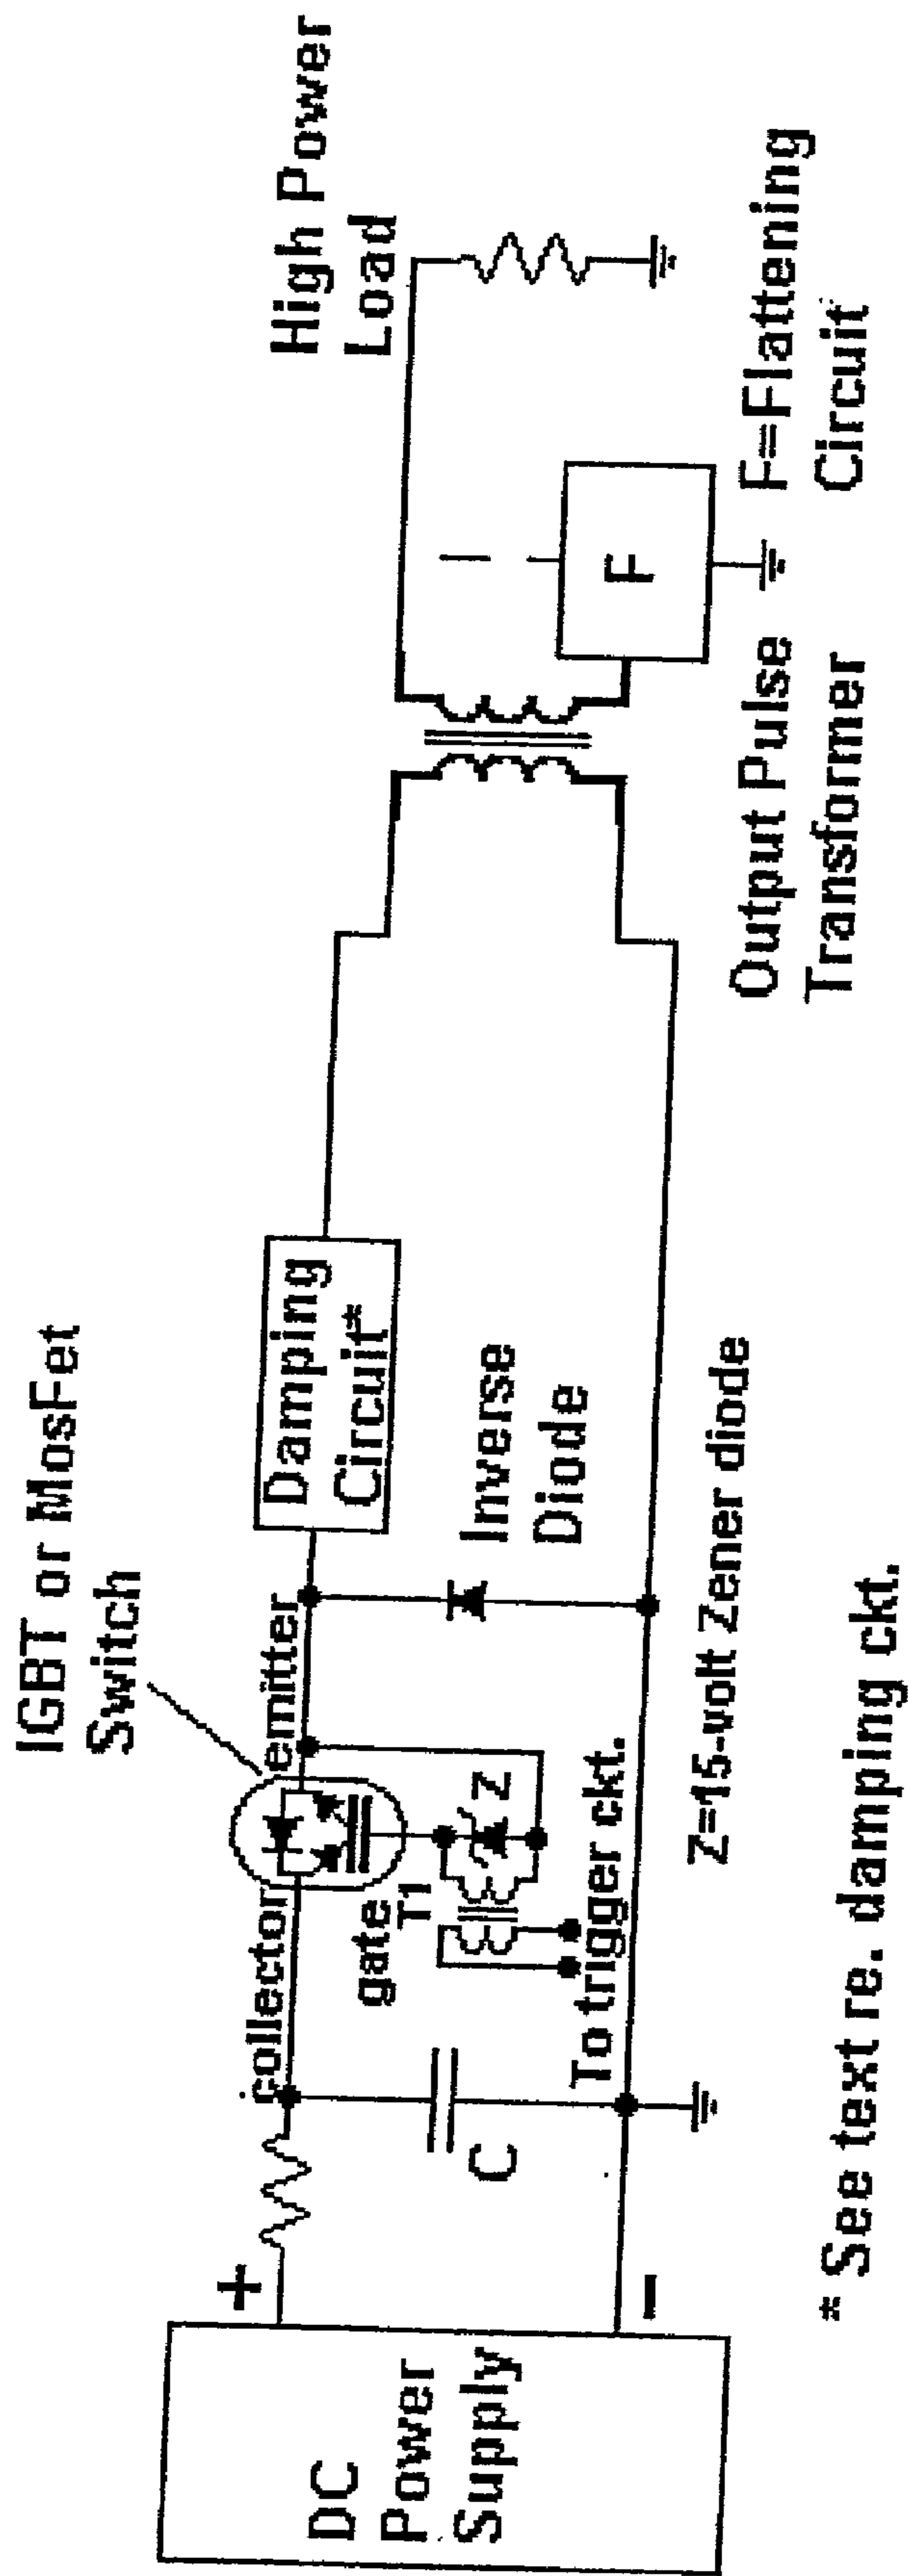 IGBT or MosFet
Switch
High Power
Load
+
collector
emitter
Damping
Circuit*
DC
Power
Supply
gate
T1
Z
Inverse
Diode
C
To trigger ckt.
F
−
Z=15-volt Zener diode
Output Pulse
Transformer
F=Flattening
Circuit
* See text re. damping ckt.